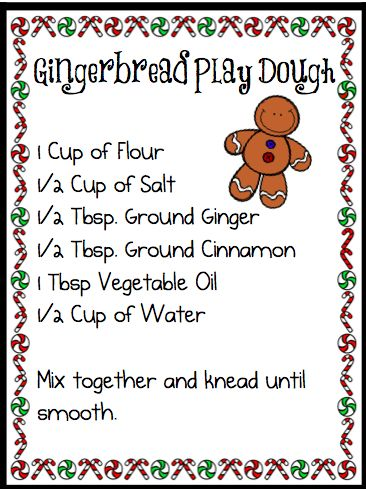 Gingerbread Play Dough
1 Cup of Flour
1/2 Cup of Salt
1/2 Tbsp. Ground Ginger
1/2 Tbsp. Ground Cinnamon
1 Tbsp Vegetable Oil
1/2 Cup of Water
Mix together and knead until
smooth.